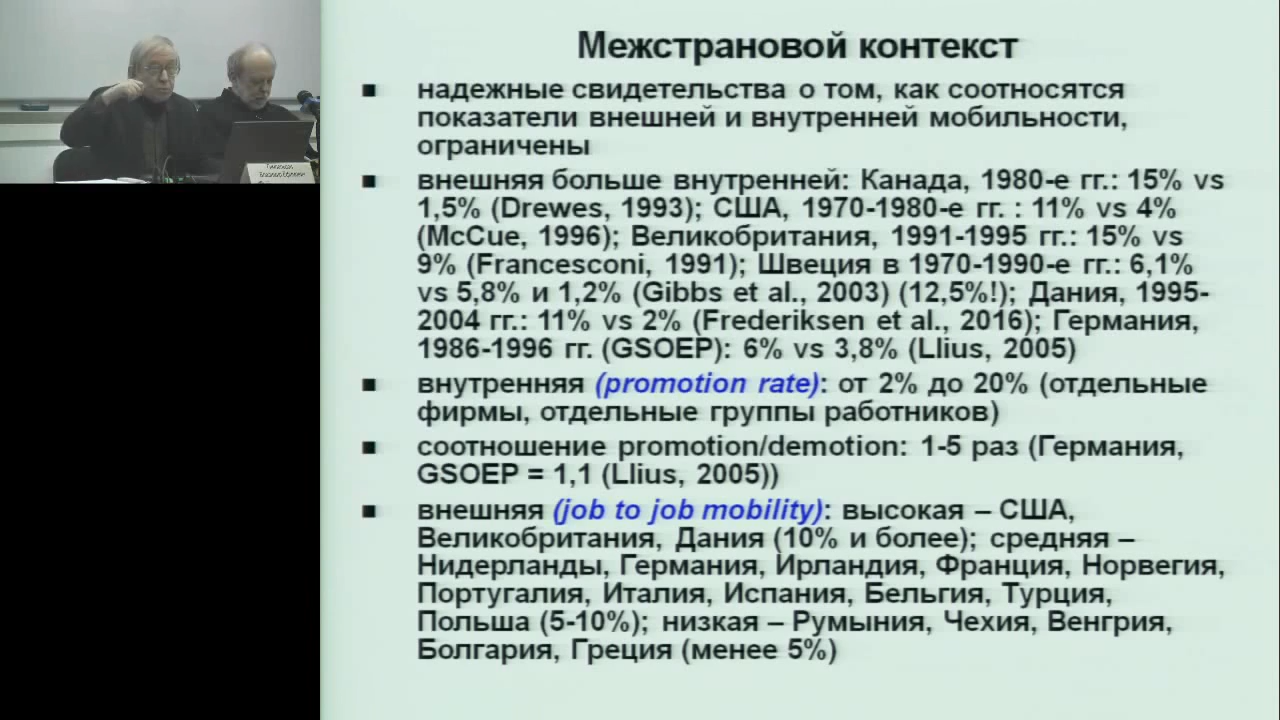 Межстрановой контекст
▪ надежные свидетельства о том, как соотносятся
показатели внешней и внутренней мобильности,
ограничены
▪ внешняя больше внутренней: Канада, 1980-е гг.: 15% vs
1,5% (Drewes, 1993); США, 1970-1980-е гг. : 11% vs 4%
(McCue, 1996); Великобритания, 1991-1995 гг.: 15% vs
9% (Francesconi, 1991); Швеция в 1970-1990-е гг.: 6,1%
vs 5,8% и 1,2% (Gibbs et al., 2003) (12,5%!); Дания, 1995-
2004 гг.: 11% vs 2% (Frederiksen et al., 2016); Германия,
1986-1996 гг. (GSOEP): 6% vs 3,8% (Llius, 2005)
▪ внутренняя (promotion rate): от 2% до 20% (отдельные
фирмы, отдельные группы работников)
▪ соотношение promotion/demotion: 1-5 раз (Германия,
GSOEP = 1,1 (Llius, 2005))
▪ внешняя (job to job mobility): высокая – США,
Великобритания, Дания (10% и более); средняя –
Нидерланды, Германия, Ирландия, Франция, Норвегия,
Португалия, Италия, Испания, Бельгия, Турция,
Польша (5-10%); низкая – Румыния, Чехия, Венгрия,
Болгария, Греция (менее 5%)